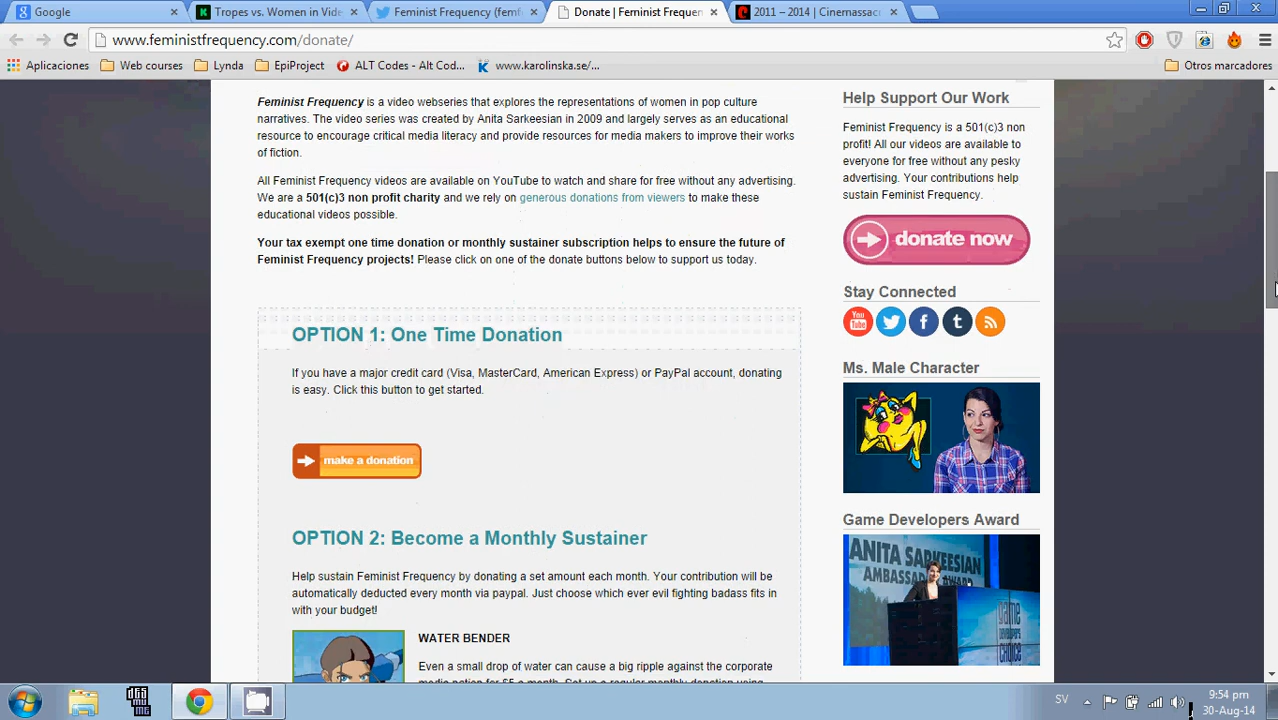 Google
Tropes vs. Women in Vide
Feminist Frequency (femf
Donate | Feminist Frequen
2011 – 2014 | Cinemassac
www.feministfrequency.com/donate/
Aplicaciones
Web courses
Lynda
EpiProject
ALT Codes - Alt Cod...
www.karolinska.se/...
Otros marcadores
Feminist Frequency is a video webseries that explores the representations of women in pop culture
narratives. The video series was created by Anita Sarkeesian in 2009 and largely serves as an educational
resource to encourage critical media literacy and provide resources for media makers to improve their works
of fiction.
All Feminist Frequency videos are available on YouTube to watch and share for free without any advertising.
We are a 501(c)3 non profit charity and we rely on generous donations from viewers to make these
educational videos possible.
Your tax exempt one time donation or monthly sustainer subscription helps to ensure the future of
Feminist Frequency projects! Please click on one of the donate buttons below to support us today.
OPTION 1: One Time Donation
If you have a major credit card (Visa, MasterCard, American Express) or PayPal account, donating
is easy. Click this button to get started.
make a donation
OPTION 2: Become a Monthly Sustainer
Help sustain Feminist Frequency by donating a set amount each month. Your contribution will be
automatically deducted every month via paypal. Just choose which ever evil fighting badass fits in
with your budget!
WATER BENDER
Even a small drop of water can cause a big ripple against the corporate
Help Support Our Work
Feminist Frequency is a 501(c)3 non
profit! All our videos are available to
everyone for free without any pesky
advertising. Your contributions help
sustain Feminist Frequency.
donate now
Stay Connected
You
Tube
Ms. Male Character
Game Developers Award
ANITA SARKEESIAN
AMBASSADOR AWARD
game
developers
choice
SV
9:54 pm
30-Aug-14